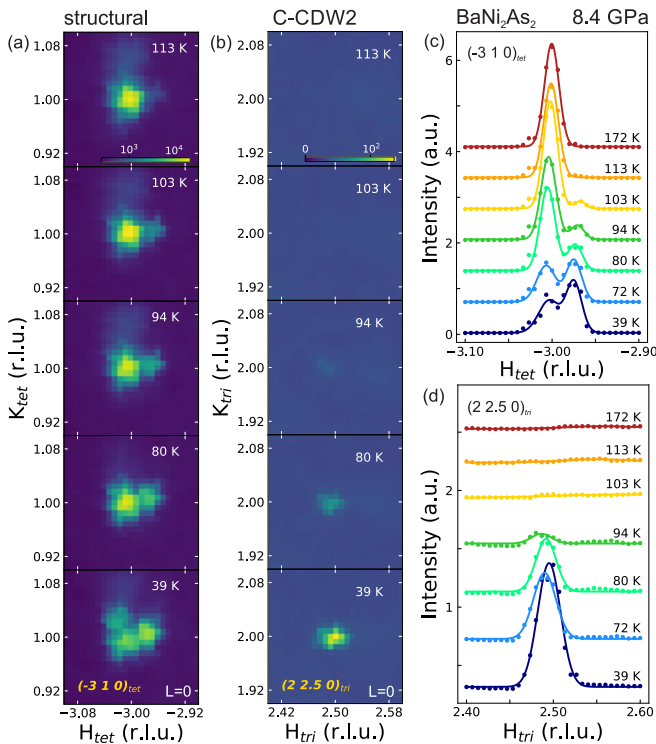 structural C-CDW2 BaNi₂As₂ 8.4 GPa
(a) (b) (c) (d)
1.08 113 K
1.00
10³ 10⁴
0.92
1.08 103 K
1.00
0.92
1.08 94 K
1.00
0.92
1.08 80 K
1.00
0.92
1.08 39 K
1.00
0.92
(-3 1 0)tet L=0
−3.08 −3.00 −2.92
Htet (r.l.u.)
Ktet (r.l.u.)
2.08 113 K
2.00
0 10²
1.92
2.08 103 K
2.00
1.92
2.08 94 K
2.00
1.92
2.08 80 K
2.00
1.92
2.08 39 K
2.00
1.92
(2 2.5 0)tri L=0
2.42 2.50 2.58
Htri (r.l.u.)
Ktri (r.l.u.)
(-3 1 0)tet
6
4
2
0
172 K
113 K
103 K
94 K
80 K
72 K
39 K
Intensity (a.u.)
−3.10 −3.00 −2.90
Htet (r.l.u.)
(2 2.5 0)tri
2
1
172 K
113 K
103 K
94 K
80 K
72 K
39 K
Intensity (a.u.)
2.40 2.50 2.60
Htri (r.l.u.)